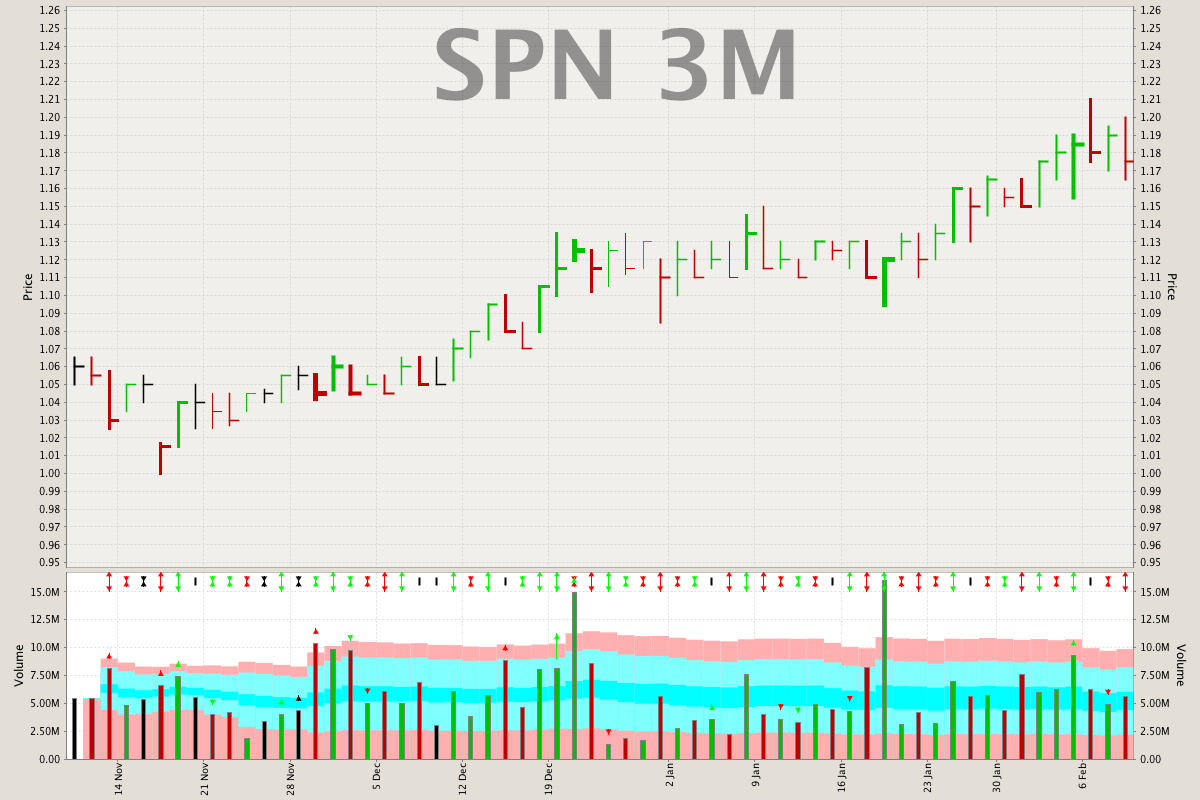 SPN 3M
1.26 1.26
1.25 1.25
1.24 1.24
1.23 1.23
1.22 1.22
1.21 1.21
1.20 1.20
1.19 1.19
1.18 1.18
1.17 1.17
1.16 1.16
1.15 1.15
1.14 1.14
1.13 1.13
1.12 1.12
1.11 1.11
1.10 1.10
1.09 1.09
1.08 1.08
1.07 1.07
1.06 1.06
1.05 1.05
1.04 1.04
1.03 1.03
1.02 1.02
1.01 1.01
1.00 1.00
0.99 0.99
0.98 0.98
0.97 0.97
0.96 0.96
0.95 0.95
Price
Price
15.0M 15.0M
12.5M 12.5M
10.0M 10.0M
7.50M 7.50M
5.00M 5.00M
2.50M 2.50M
0.00 0.00
Volume
Volume
14 Nov 21 Nov 28 Nov 5 Dec 12 Dec 19 Dec 2 Jan 9 Jan 16 Jan 23 Jan 30 Jan 6 Feb